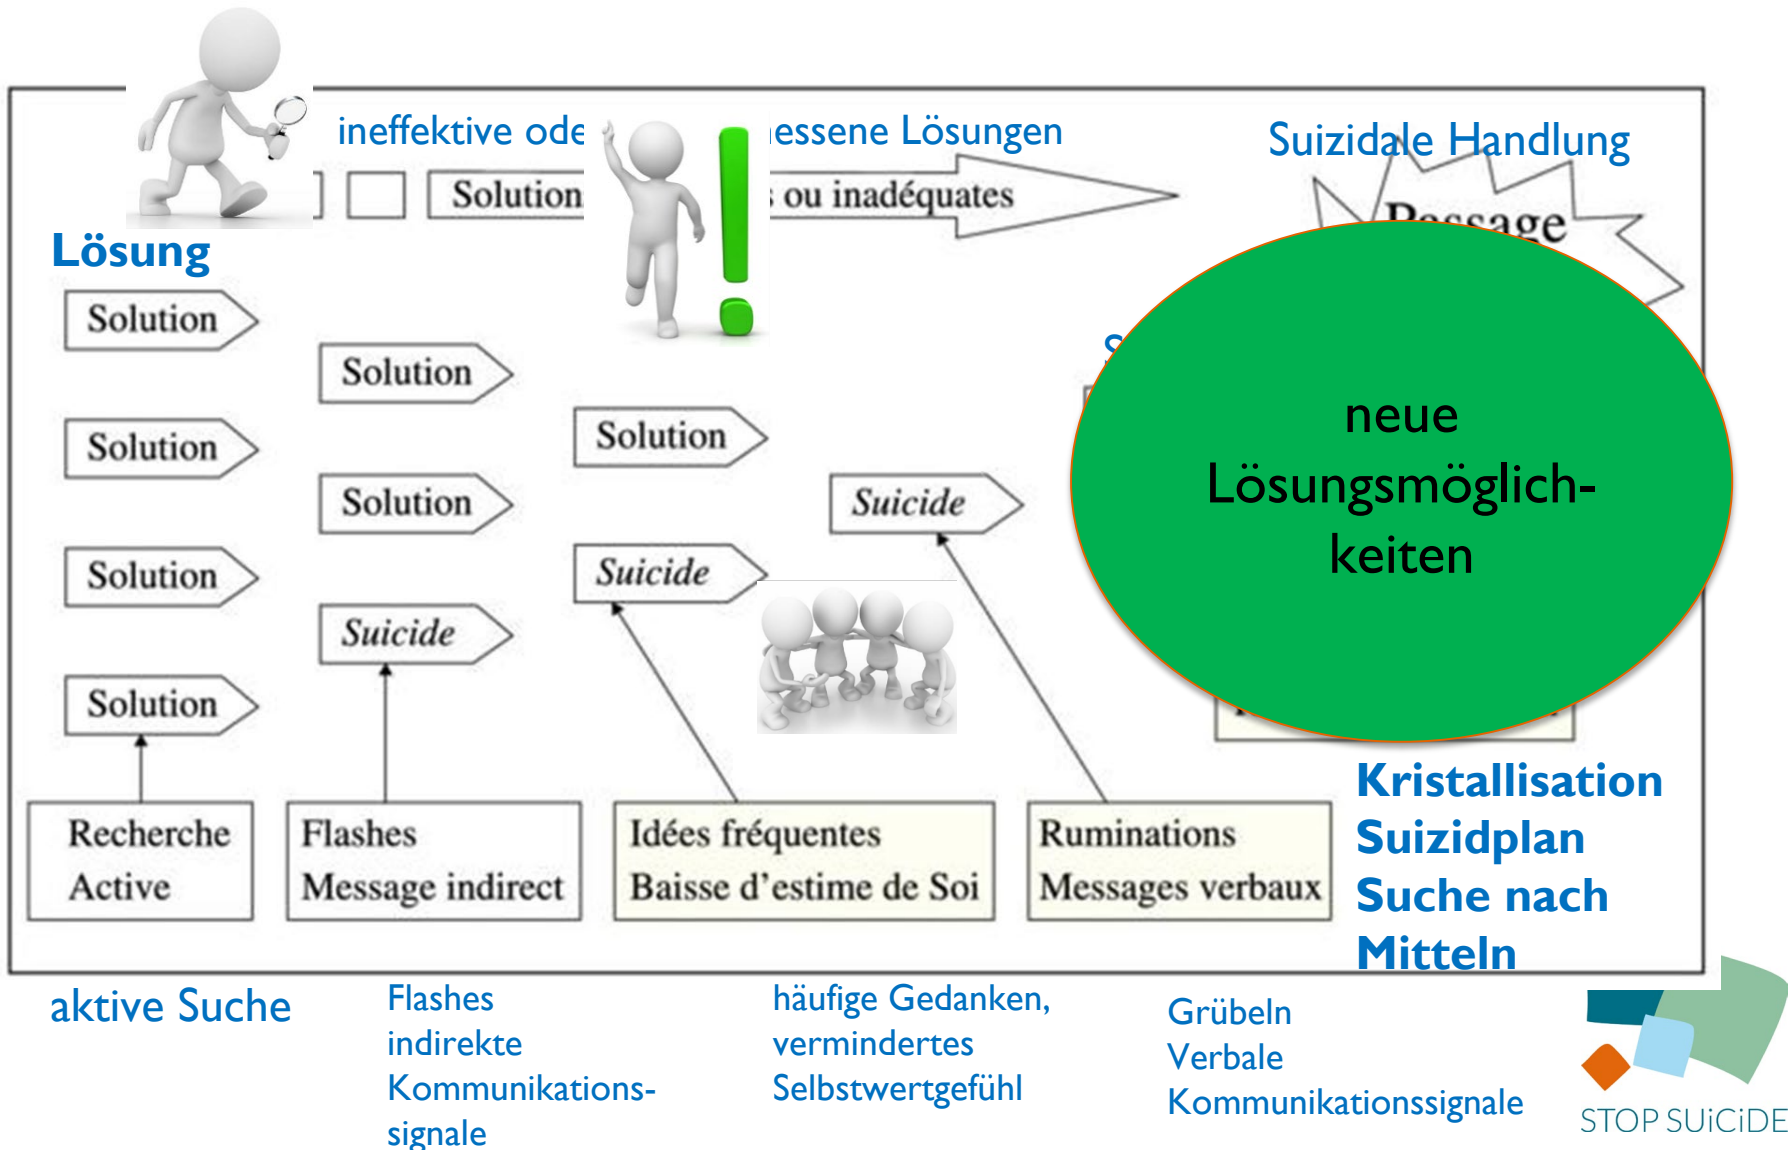 ineffektive ode essene Lösungen
Suizidale Handlung
Solution ou inadéquates
Passage
Lösung
Solution
Solution
Solution
Solution
Solution
Solution
Suicide
Solution
Suicide
Suicide
neue
Lösungsmöglich-
keiten
Recherche
Active
Flashes
Message indirect
Idées fréquentes
Baisse d'estime de Soi
Ruminations
Messages verbaux
Kristallisation
Suizidplan
Suche nach
Mitteln
aktive Suche
Flashes
indirekte
Kommunikations-
signale
häufige Gedanken,
vermindertes
Selbstwertgefühl
Grübeln
Verbale
Kommunikationssignale
STOP SUiCiDE